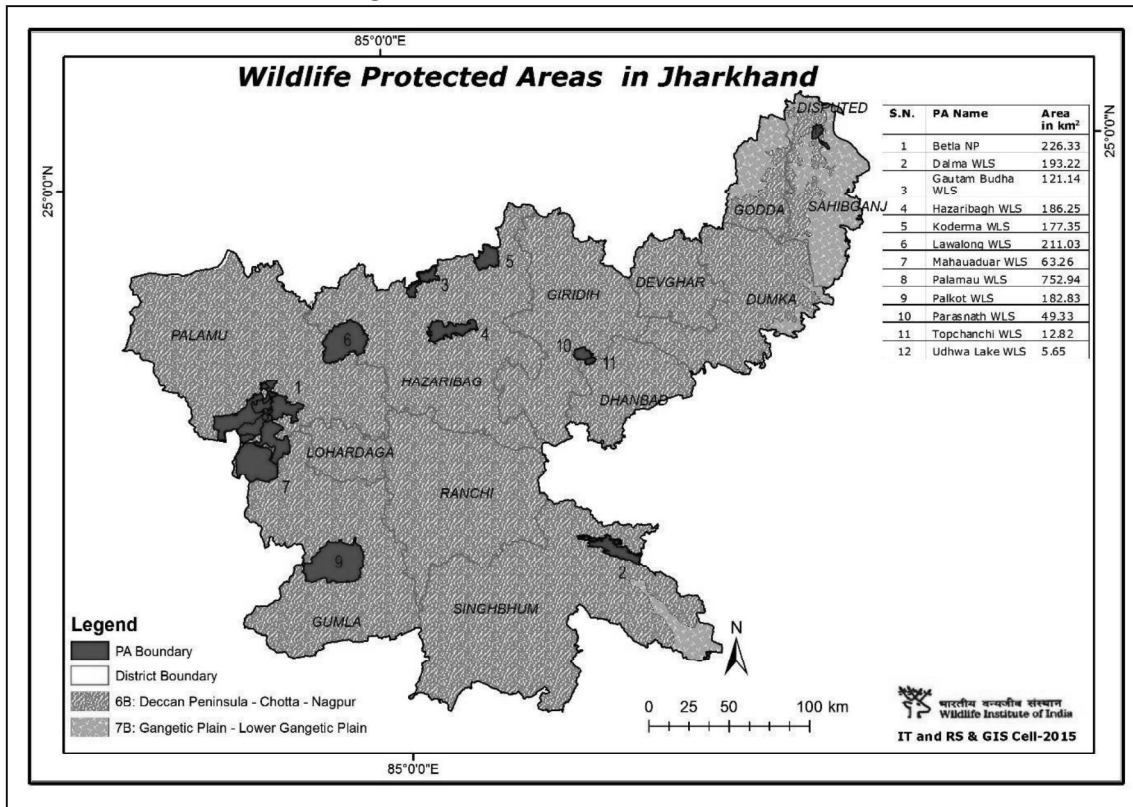 85°0'0"E
Wildlife Protected Areas in Jharkhand
25°0'0"N
25°0'0"N
S.N. PA Name Area in km²
1 Betla NP 226.33
2 Dalma WLS 193.22
3 Gautam Budha WLS 121.14
4 Hazaribagh WLS 186.25
5 Koderma WLS 177.35
6 Lawalong WLS 211.03
7 Mahauaduar WLS 63.26
8 Palamau WLS 752.94
9 Palkot WLS 182.83
10 Parasnath WLS 49.33
11 Topchanchi WLS 12.82
12 Udhwa Lake WLS 5.65
DISPUTED
SAHIBGANJ
GODDA
DEVGHAR
DUMKA
GIRIDIH
5
3
PALAMU
6
4
10
11
HAZARIBAG
DHANBAD
1
LOHARDAGA
7
RANCHI
9
2
SINGHBHUM
GUMLA
Legend
PA Boundary
District Boundary
6B: Deccan Peninsula - Chotta - Nagpur
7B: Gangetic Plain - Lower Gangetic Plain
N
0 25 50 100 km
भारतीय वन्यजीव संस्थान
Wildlife Institute of India
IT and RS & GIS Cell-2015
85°0'0"E